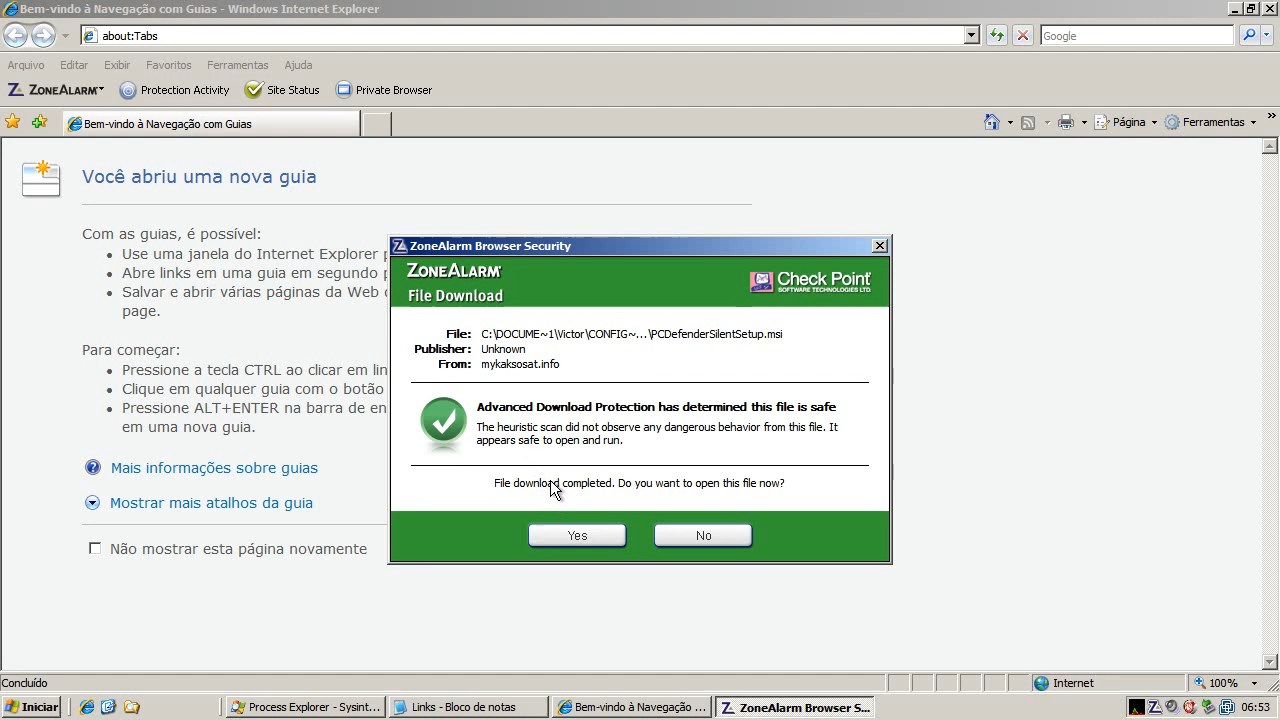 Bem-vindo à Navegação com Guias - Windows Internet Explorer
about:Tabs
Google
Arquivo Editar Exibir Favoritos Ferramentas Ajuda
ZONEALARM Protection Activity Site Status Private Browser
Bem-vindo à Navegação com Guias
Página Ferramentas
Você abriu uma nova guia
Com as guias, é possível:
Use uma janela do Internet Explorer
Abre links em uma guia em segundo
Salve e abrir várias páginas da Web
page.
Para começar:
Pressione a tecla CTRL ao clicar em
Clique em qualquer guia com o botão
Pressione ALT+ENTER na barra de
em uma nova guia.
Mais informações sobre guias
Mostrar mais atalhos da guia
Não mostrar esta página novamente
ZoneAlarm Browser Security
ZONEALARM
File Download
Check Point
SOFTWARE TECHNOLOGIES LTD.
File: C:\DOCUME~1\Victor\CONFIG~...\PCDefenderSilentSetup.msi
Publisher: Unknown
From: mykaksosat.info
Advanced Download Protection has determined this file is safe
The heuristic scan did not observe any dangerous behavior from this file. It
appears safe to open and run.
File download completed. Do you want to open this file now?
Yes No
Concluído
Internet
100%
Iniciar
Process Explorer - Sysint...
Links - Bloco de notas
Bem-vindo à Navegação ...
ZoneAlarm Browser S...
06:53